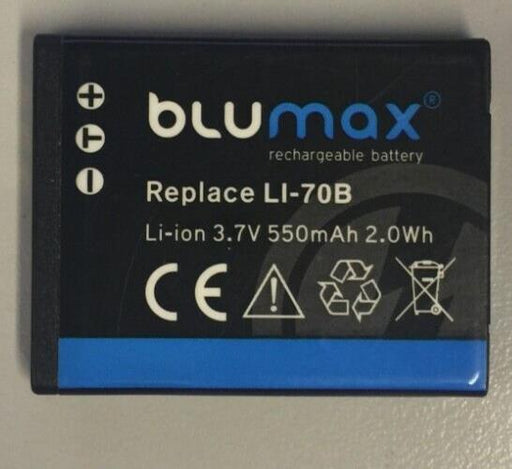 +
T
-
blumax®
rechargeable battery
Replace LI-70B
Li-ion 3.7V 550mAh 2.0Wh
CE